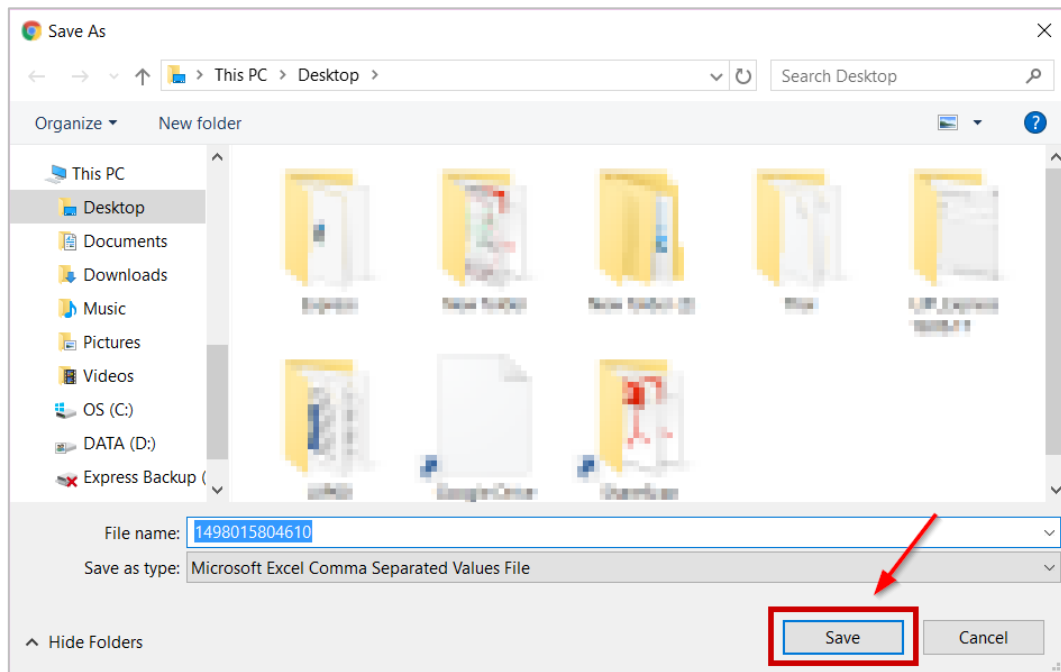 Save As
This PC > Desktop >
Search Desktop
Organize
New folder
?
This PC
Desktop
Documents
Downloads
Music
Pictures
Videos
OS (C:)
DATA (D:)
Express Backup (
File name: 1498015804610
Save as type: Microsoft Excel Comma Separated Values File
Hide Folders
Save
Cancel